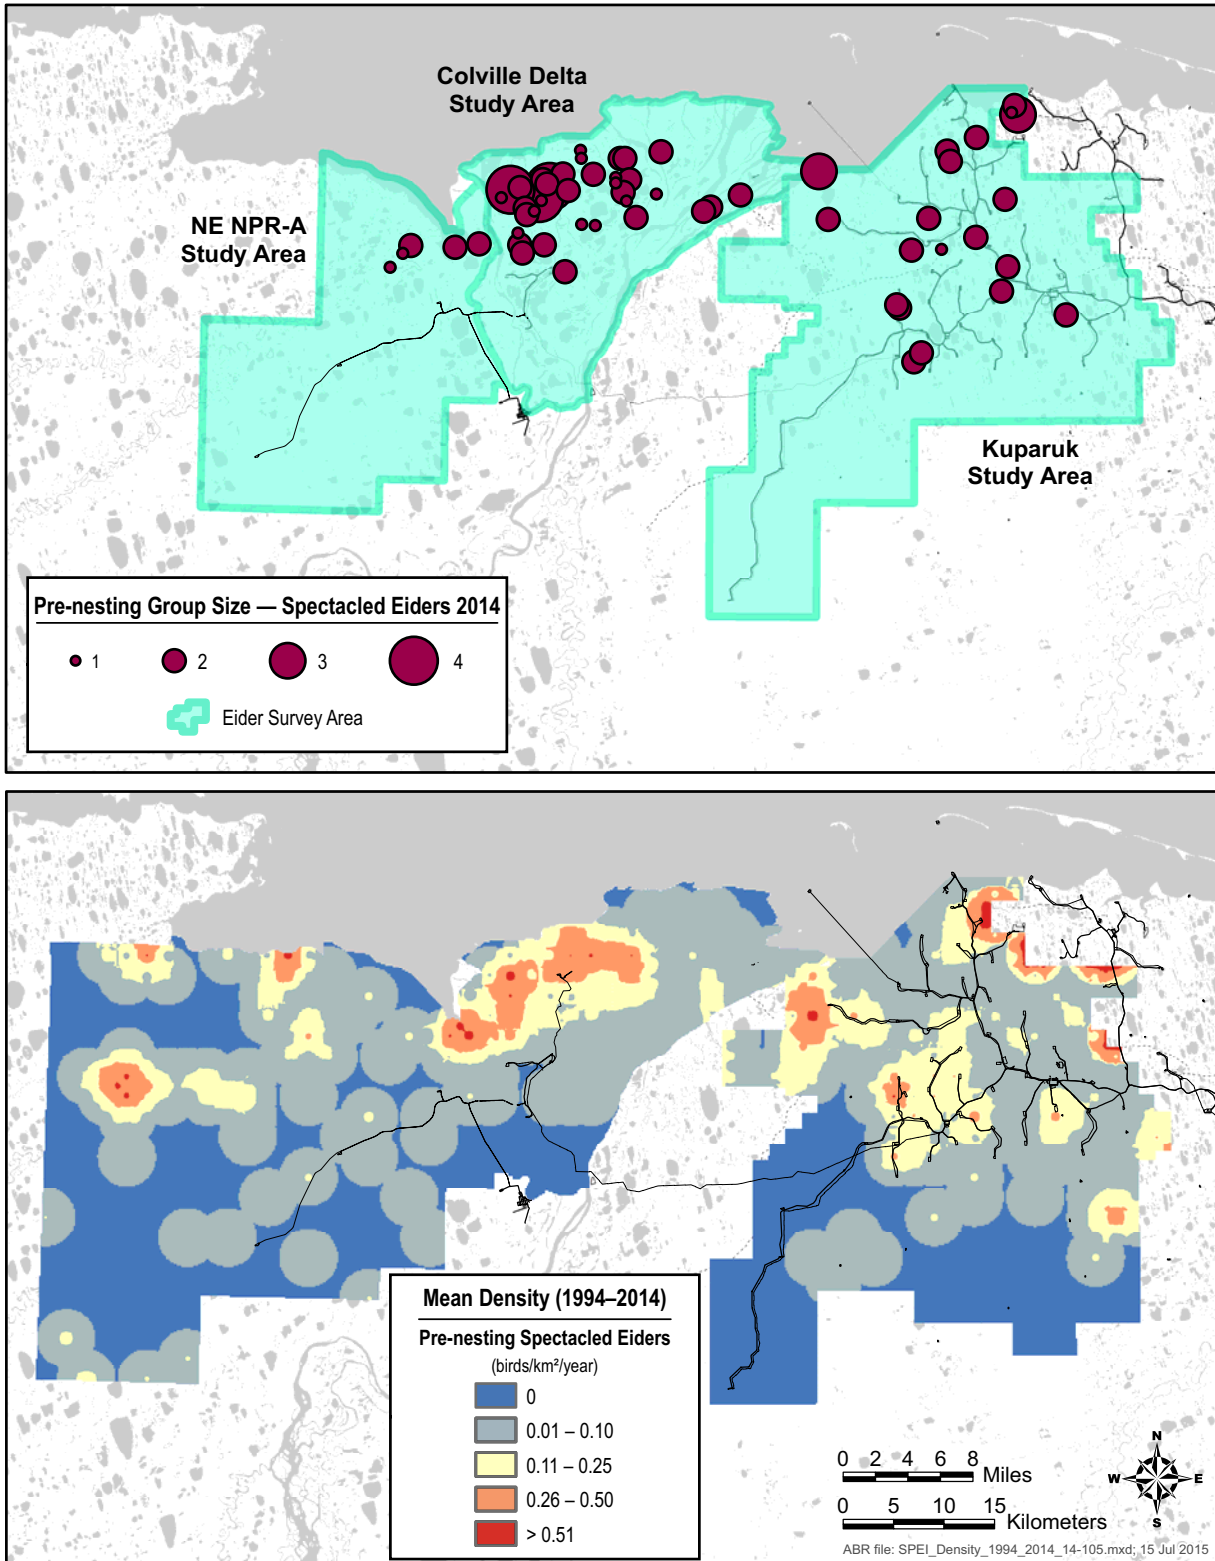 Colville Delta
Study Area
NE NPR-A
Study Area
Kuparuk
Study Area
Pre-nesting Group Size — Spectacled Eiders 2014
1 2 3 4
Eider Survey Area
Mean Density (1994–2014)
Pre-nesting Spectacled Eiders
(birds/km²/year)
0
0.01 – 0.10
0.11 – 0.25
0.26 – 0.50
> 0.51
0 2 4 6 8
Miles
0 5 10 15
Kilometers
N
W E
S
ABR file: SPEI_Density_1994_2014_14-105.mxd; 15 Jul 2015